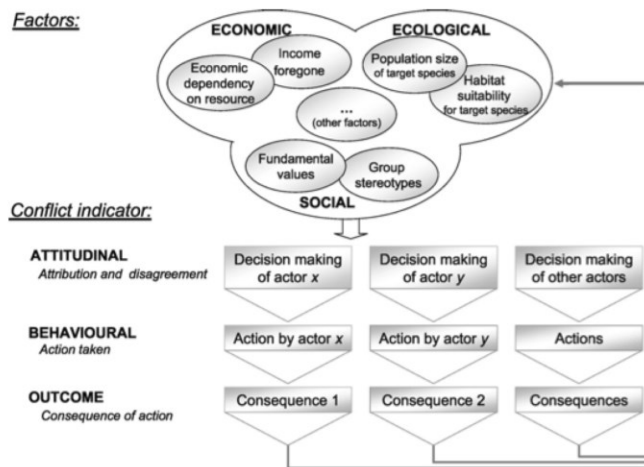 Factors:
ECONOMIC
ECOLOGICAL
Income
foregone
Economic
dependency
on resource
Population size
of target species
Habitat
suitability
for target species
...
(other factors)
Fundamental
values
Group
stereotypes
SOCIAL
Conflict indicator:
ATTITUDINAL
Attribution and disagreement
Decision making
of actor x
Decision making
of actor y
Decision making
of other actors
BEHAVIOURAL
Action taken
Action by actor x
Action by actor y
Actions
OUTCOME
Consequence of action
Consequence 1
Consequence 2
Consequences